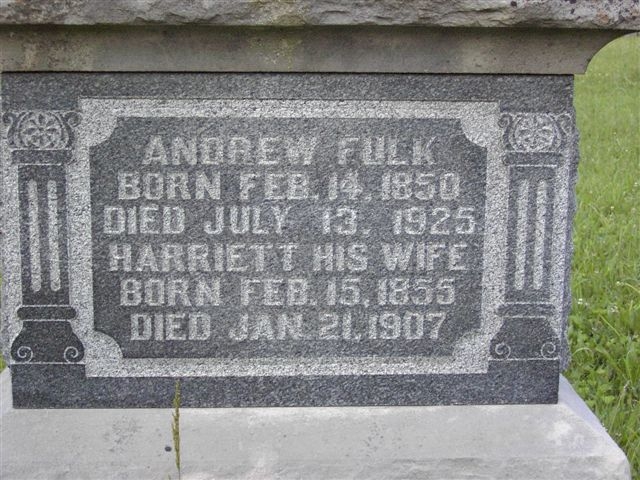 ANDREW FULK
BORN FEB. 14, 1850
DIED JULY 13, 1925
HARRIETT HIS WIFE
BORN FEB. 15, 1855
DIED JAN. 21, 1907